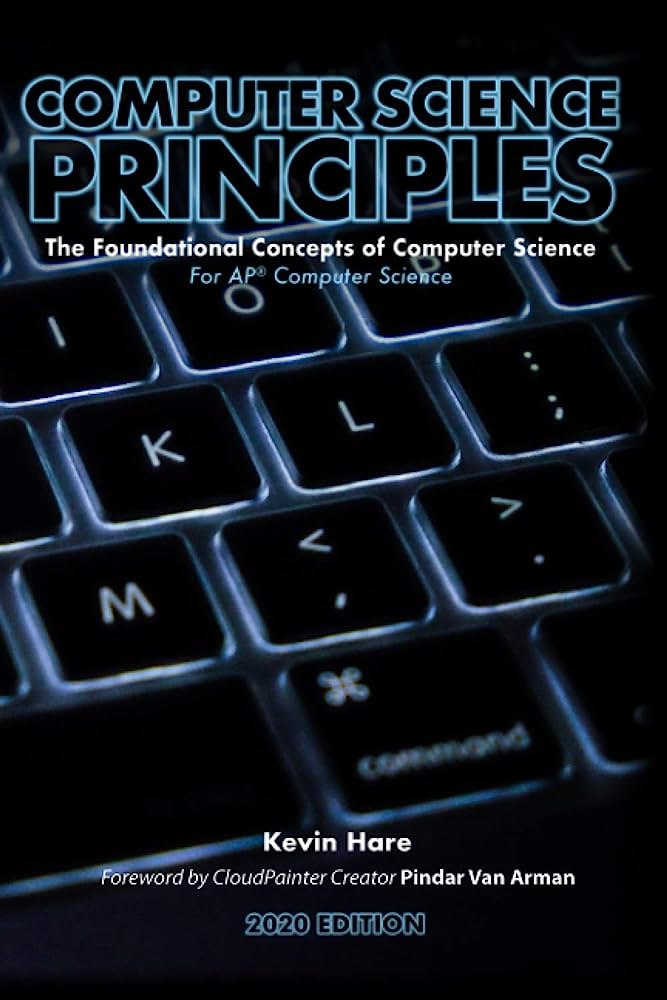 COMPUTER SCIENCE
PRINCIPLES
The Foundational Concepts of Computer Science
For AP® Computer Science
I
O
P
K
L
:
;
M
<
,
>
.
⌘
command
Kevin Hare
Foreword by CloudPainter Creator Pindar Van Arman
2020 EDITION